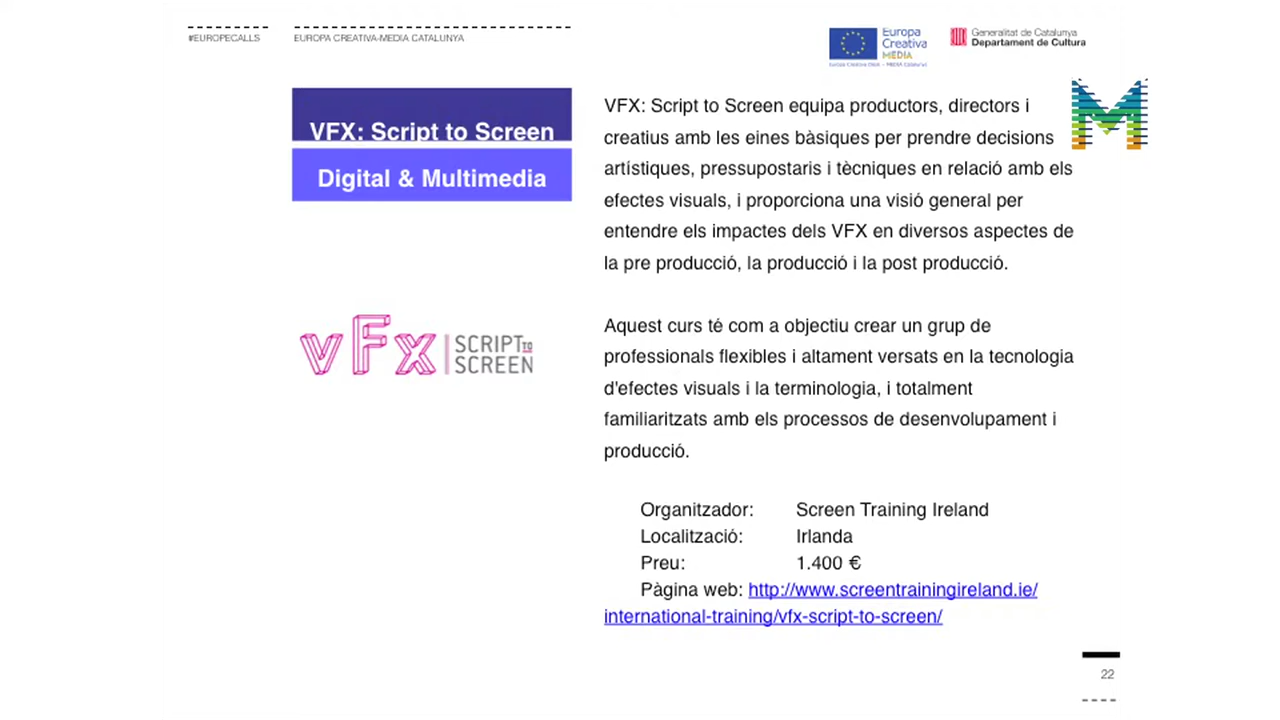 #EUROPECALLS
EUROPA CREATIVA-MEDIA CATALUNYA
Europa
Creativa
MEDIA
Europa Creativa Desk - MEDIA Catalunya
Generalitat de Catalunya
Departament de Cultura
VFX: Script to Screen
Digital & Multimedia
VFX: Script to Screen equipa productors, directors i
creatius amb les eines bàsiques per prendre decisions
artístiques, pressupostaris i tècniques en relació amb els
efectes visuals, i proporciona una visió general per
entendre els impactes dels VFX en diversos aspectes de
la pre producció, la producció i la post producció.
vFx SCRIPT TO
SCREEN
Aquest curs té com a objectiu crear un grup de
professionals flexibles i altament versats en la tecnologia
d'efectes visuals i la terminologia, i totalment
familiaritzats amb els processos de desenvolupament i
producció.
Organitzador: Screen Training Ireland
Localització: Irlanda
Preu: 1.400 €
Pàgina web: http://www.screentrainingireland.ie/
international-training/vfx-script-to-screen/
M
22